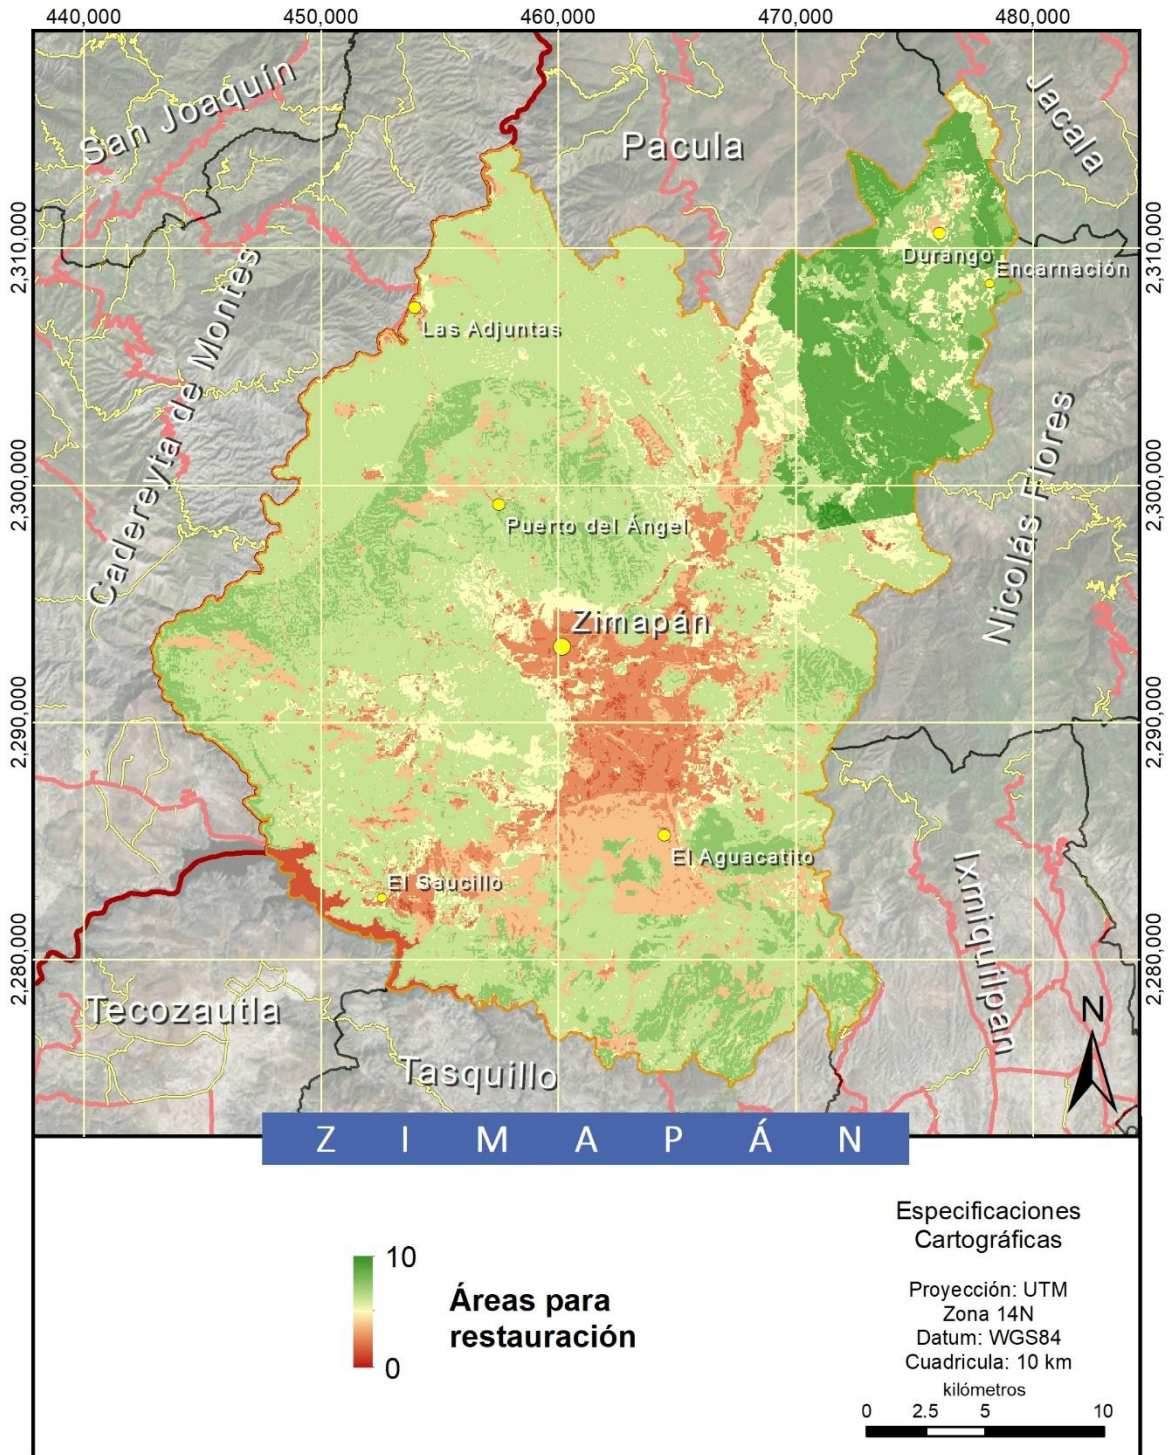 440,000
450,000
460,000
470,000
480,000
San Joaquín
Pacula
Jacala
2,310,000
2,310,000
Durango
Encarnación
Las Adjuntas
Cadereyta de Montes
2,300,000
2,300,000
Puerto del Ángel
Nicolás Flores
Zimapán
2,290,000
2,290,000
El Aguacatito
El Saucillo
Ixmiquilpan
2,280,000
2,280,000
Tecozautla
Tasquillo
N
ZIMAPÁN
10
0
Áreas para
restauración
Especificaciones
Cartográficas
Proyección: UTM
Zona 14N
Datum: WGS84
Cuadricula: 10 km
kilómetros
0 2.5 5 10